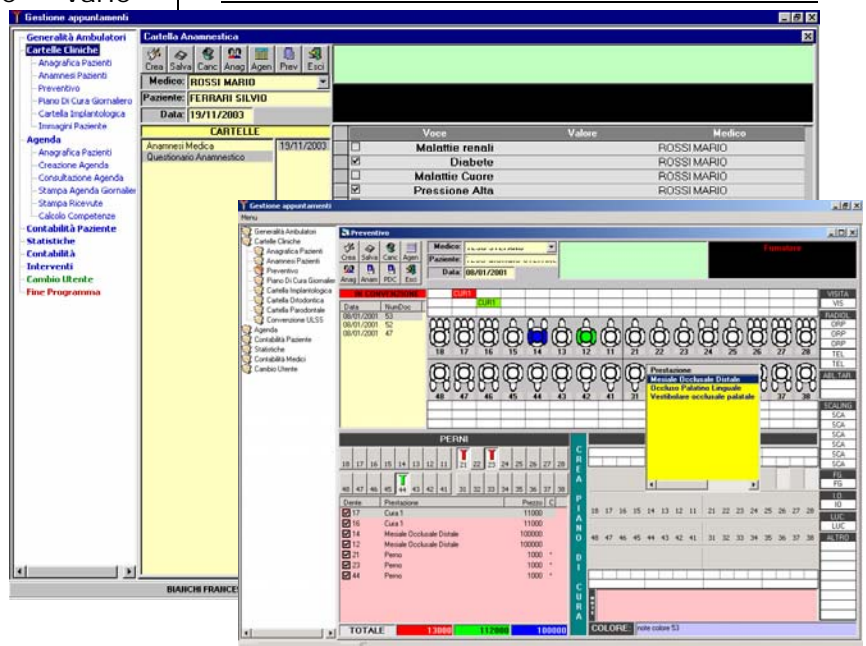 vario
Gestione appuntamenti
Generalità Ambulatori
Cartelle Cliniche
Anagrafica Pazienti
Anamnesi Pazienti
Preventivo
Piano Di Cura Giornaliero
Cartella Implantologica
Immagini Paziente
Agenda
Anagrafica Pazienti
Creazione Agenda
Consultazione Agenda
Stampa Agenda Giornalier
Stampa Ricevute
Calcolo Competenze
Contabilità Paziente
Statistiche
Contabilità
Interventi
Cambio Utente
Fine Programma
Cartella Anamnestica
Crea Salva Canc Anag Agen Prev Esci
Medico: ROSSI MARIO
Paziente: FERRARI SILVIO
Data: 19/11/2003
CARTELLE
Anamnesi Medica 19/11/2003
Questionario Anamnestico
Voce Valore Medico
Malattie renali ROSSI MARIO
Diabete ROSSI MARIO
Malattie Cuore ROSSI MARIO
Pressione Alta ROSSI MARIO
BIANCHI FRANCES
Gestione appuntamenti
Menu
Generalità Ambulatori
Cartelle Cliniche
Anagrafica Pazienti
Anamnesi Pazienti
Preventivo
Piano Di Cura Giornalier
Cartella Implantologica
Cartella Ortodontica
Cartella Parodontale
Convenzione ULSS
Agenda
Contabilità Paziente
Statistiche
Contabilità Medici
Cambio Utente
Preventivo
Crea Salva Canc Agen
Anag Anam PDC Esci
Medico:
Paziente:
Data: 08/01/2001
Fumatore
IN CONVENZIONE
Data NumDoc
08/01/2001 53
08/01/2001 52
08/01/2001 47
CUR1
CUR1
18 17 16 15 14 13 12 11 21 22 23 24 25 26 27 28
48 47 46 45 44 43 42 41 31 37 38
Prestazione
Mesiale Occlusale Distale
Occluso Palatino Linguale
Vestibolare occlusale palatale
VISITA
VIS
RADIOL
ORP
ORP
ORP
TEL
TEL
ABL.TAR
SCALING
SCA
SCA
SCA
SCA
SCA
FG
FG
I.O
IO
LUC
LUC
ALTRO
PERNI
18 17 16 15 14 13 12 11 21 22 23 24 25 26 27 28
48 47 46 45 44 43 42 41 31 32 33 34 35 36 37 38
Dente Prestazione Prezzo C
17 Cura 1 11000
16 Cura 1 11000
14 Mesiale Occlusale Distale 100000
12 Mesiale Occlusale Distale 100000
21 Perno 1000 *
23 Perno 1000 *
44 Perno 1000 *
CREA PIANO DI CURA
18 17 16 15 14 13 12 11 21 22 23 24 25 26 27 28
48 47 46 45 44 43 42 41 31 32 33 34 35 36 37 38
TOTALE 13000 112000 100000
COLORE: note colore 53